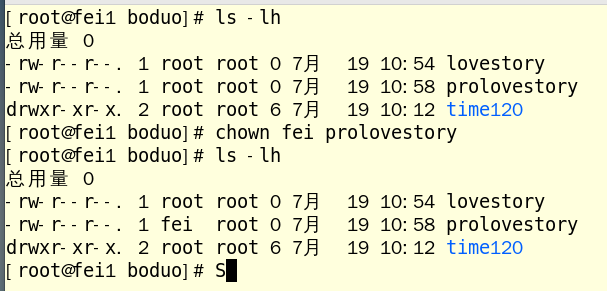 [root@fei1 boduo]# ls -lh
总用量 0
-rw-r--r--. 1 root root 0 7月  19 10:54 lovestory
-rw-r--r--. 1 root root 0 7月  19 10:58 prolovestory
drwxr-xr-x. 2 root root 6 7月  19 10:12 time120
[root@fei1 boduo]# chown fei prolovestory
[root@fei1 boduo]# ls -lh
总用量 0
-rw-r--r--. 1 root root 0 7月  19 10:54 lovestory
-rw-r--r--. 1 fei  root 0 7月  19 10:58 prolovestory
drwxr-xr-x. 2 root root 6 7月  19 10:12 time120
[root@fei1 boduo]# S